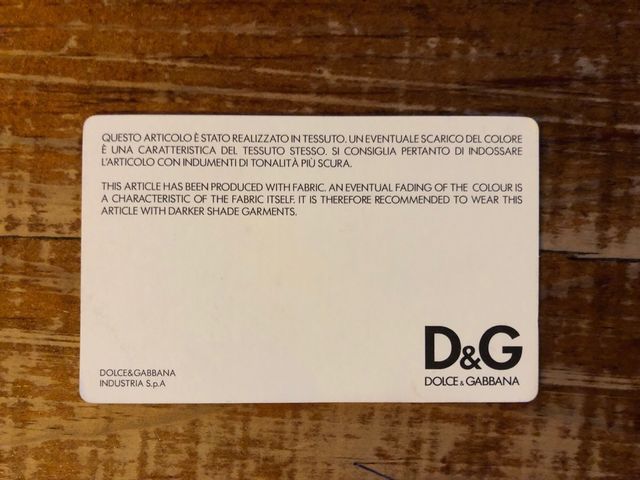 QUESTO ARTICOLO È STATO REALIZZATO IN TESSUTO. UN EVENTUALE SCARICO DEL COLORE
È UNA CARATTERISTICA DEL TESSUTO STESSO. SI CONSIGLIA PERTANTO DI INDOSSARE
L'ARTICOLO CON INDUMENTI DI TONALITÀ PIÙ SCURA.
THIS ARTICLE HAS BEEN PRODUCED WITH FABRIC. AN EVENTUAL FADING OF THE COLOUR IS
A CHARACTERISTIC OF THE FABRIC ITSELF. IT IS THEREFORE RECOMMENDED TO WEAR THIS
ARTICLE WITH DARKER SHADE GARMENTS.
DOLCE&GABBANA
INDUSTRIA S.p.A
D&G
DOLCE & GABBANA